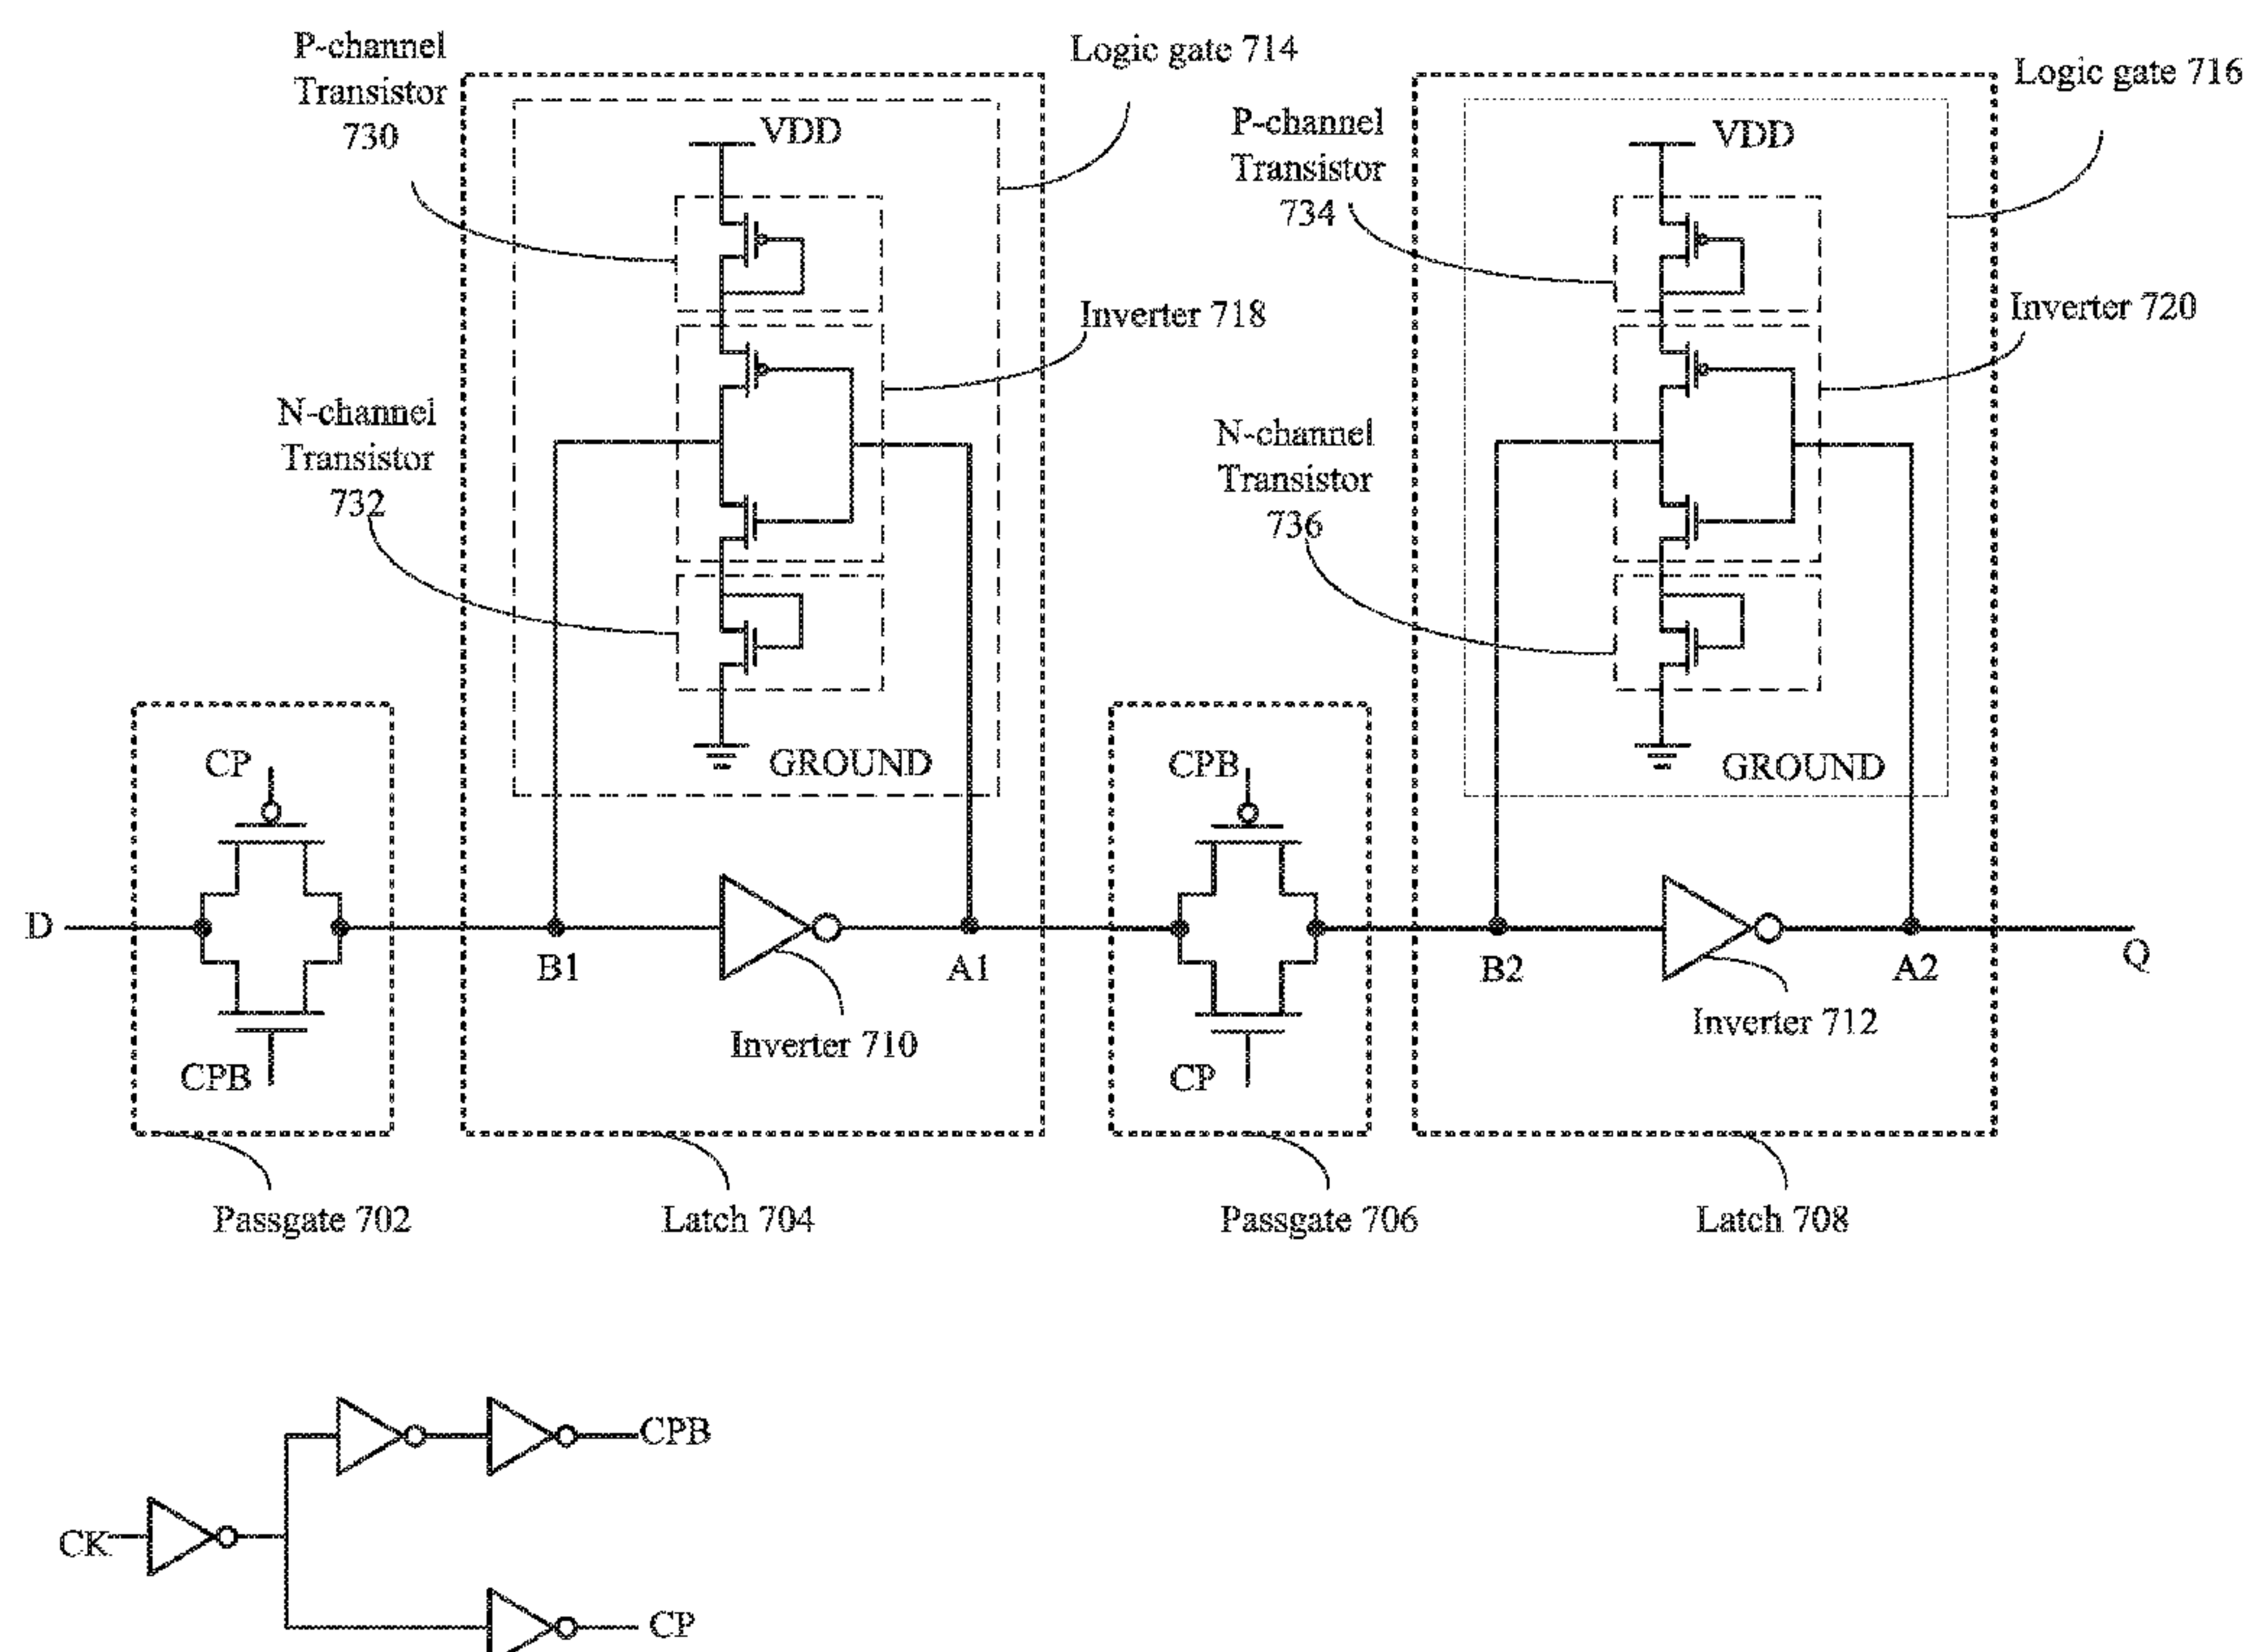 P-channel
Transistor
730
Logic gate 714
VDD
Inverter 718
N-channel
Transistor
732
GROUND
P-channel
Transistor
734
Logic gate 716
VDD
Inverter 720
N-channel
Transistor
736
GROUND
CP
CPB
D
B1
A1
Inverter 710
CPB
CP
B2
A2
Q
Inverter 712
Passgate 702
Latch 704
Passgate 706
Latch 708
CPB
CK
CP